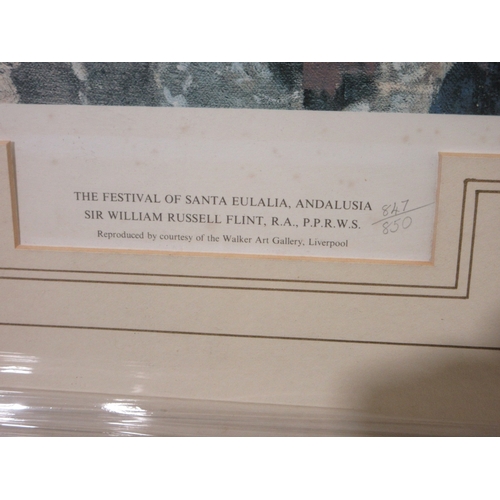 THE FESTIVAL OF SANTA EULALIA, ANDALUSIA
SIR WILLIAM RUSSELL FLINT, R.A., P.P.R.W.S.
Reproduced by courtesy of the Walker Art Gallery, Liverpool
847/850